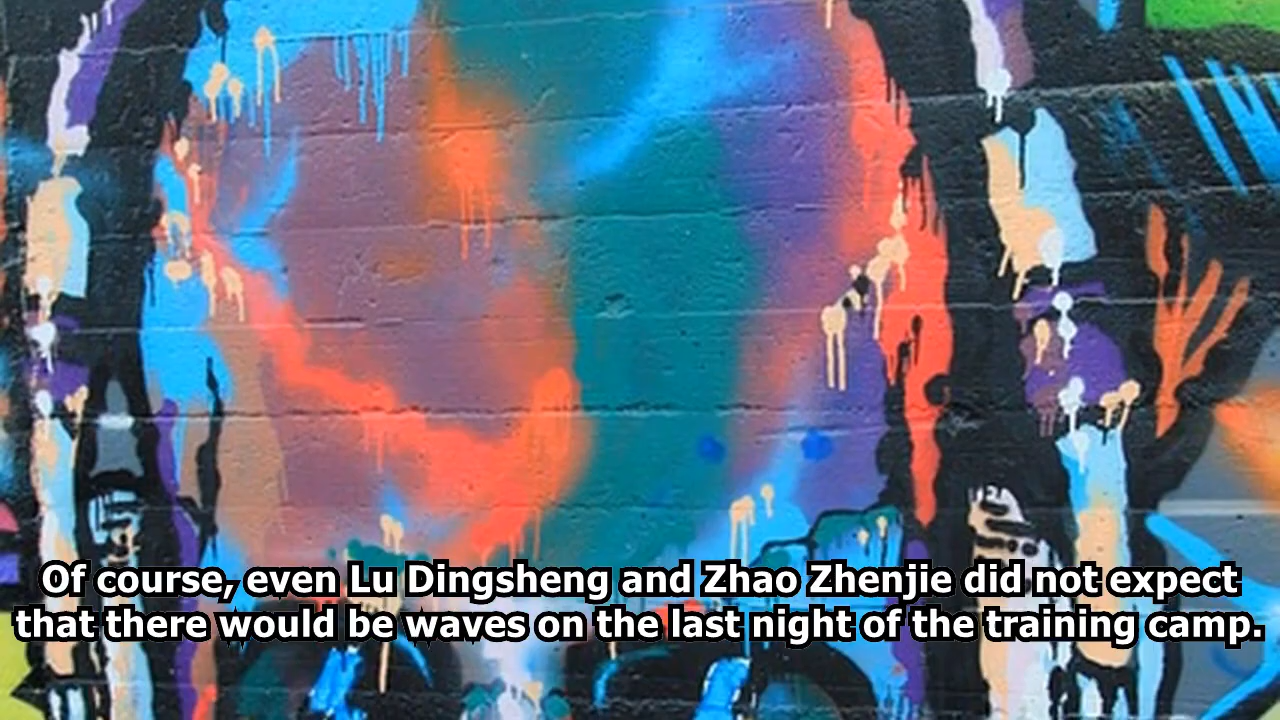 Of course, even Lu Dingsheng and Zhao Zhenjie did not expect
that there would be waves on the last night of the training camp.